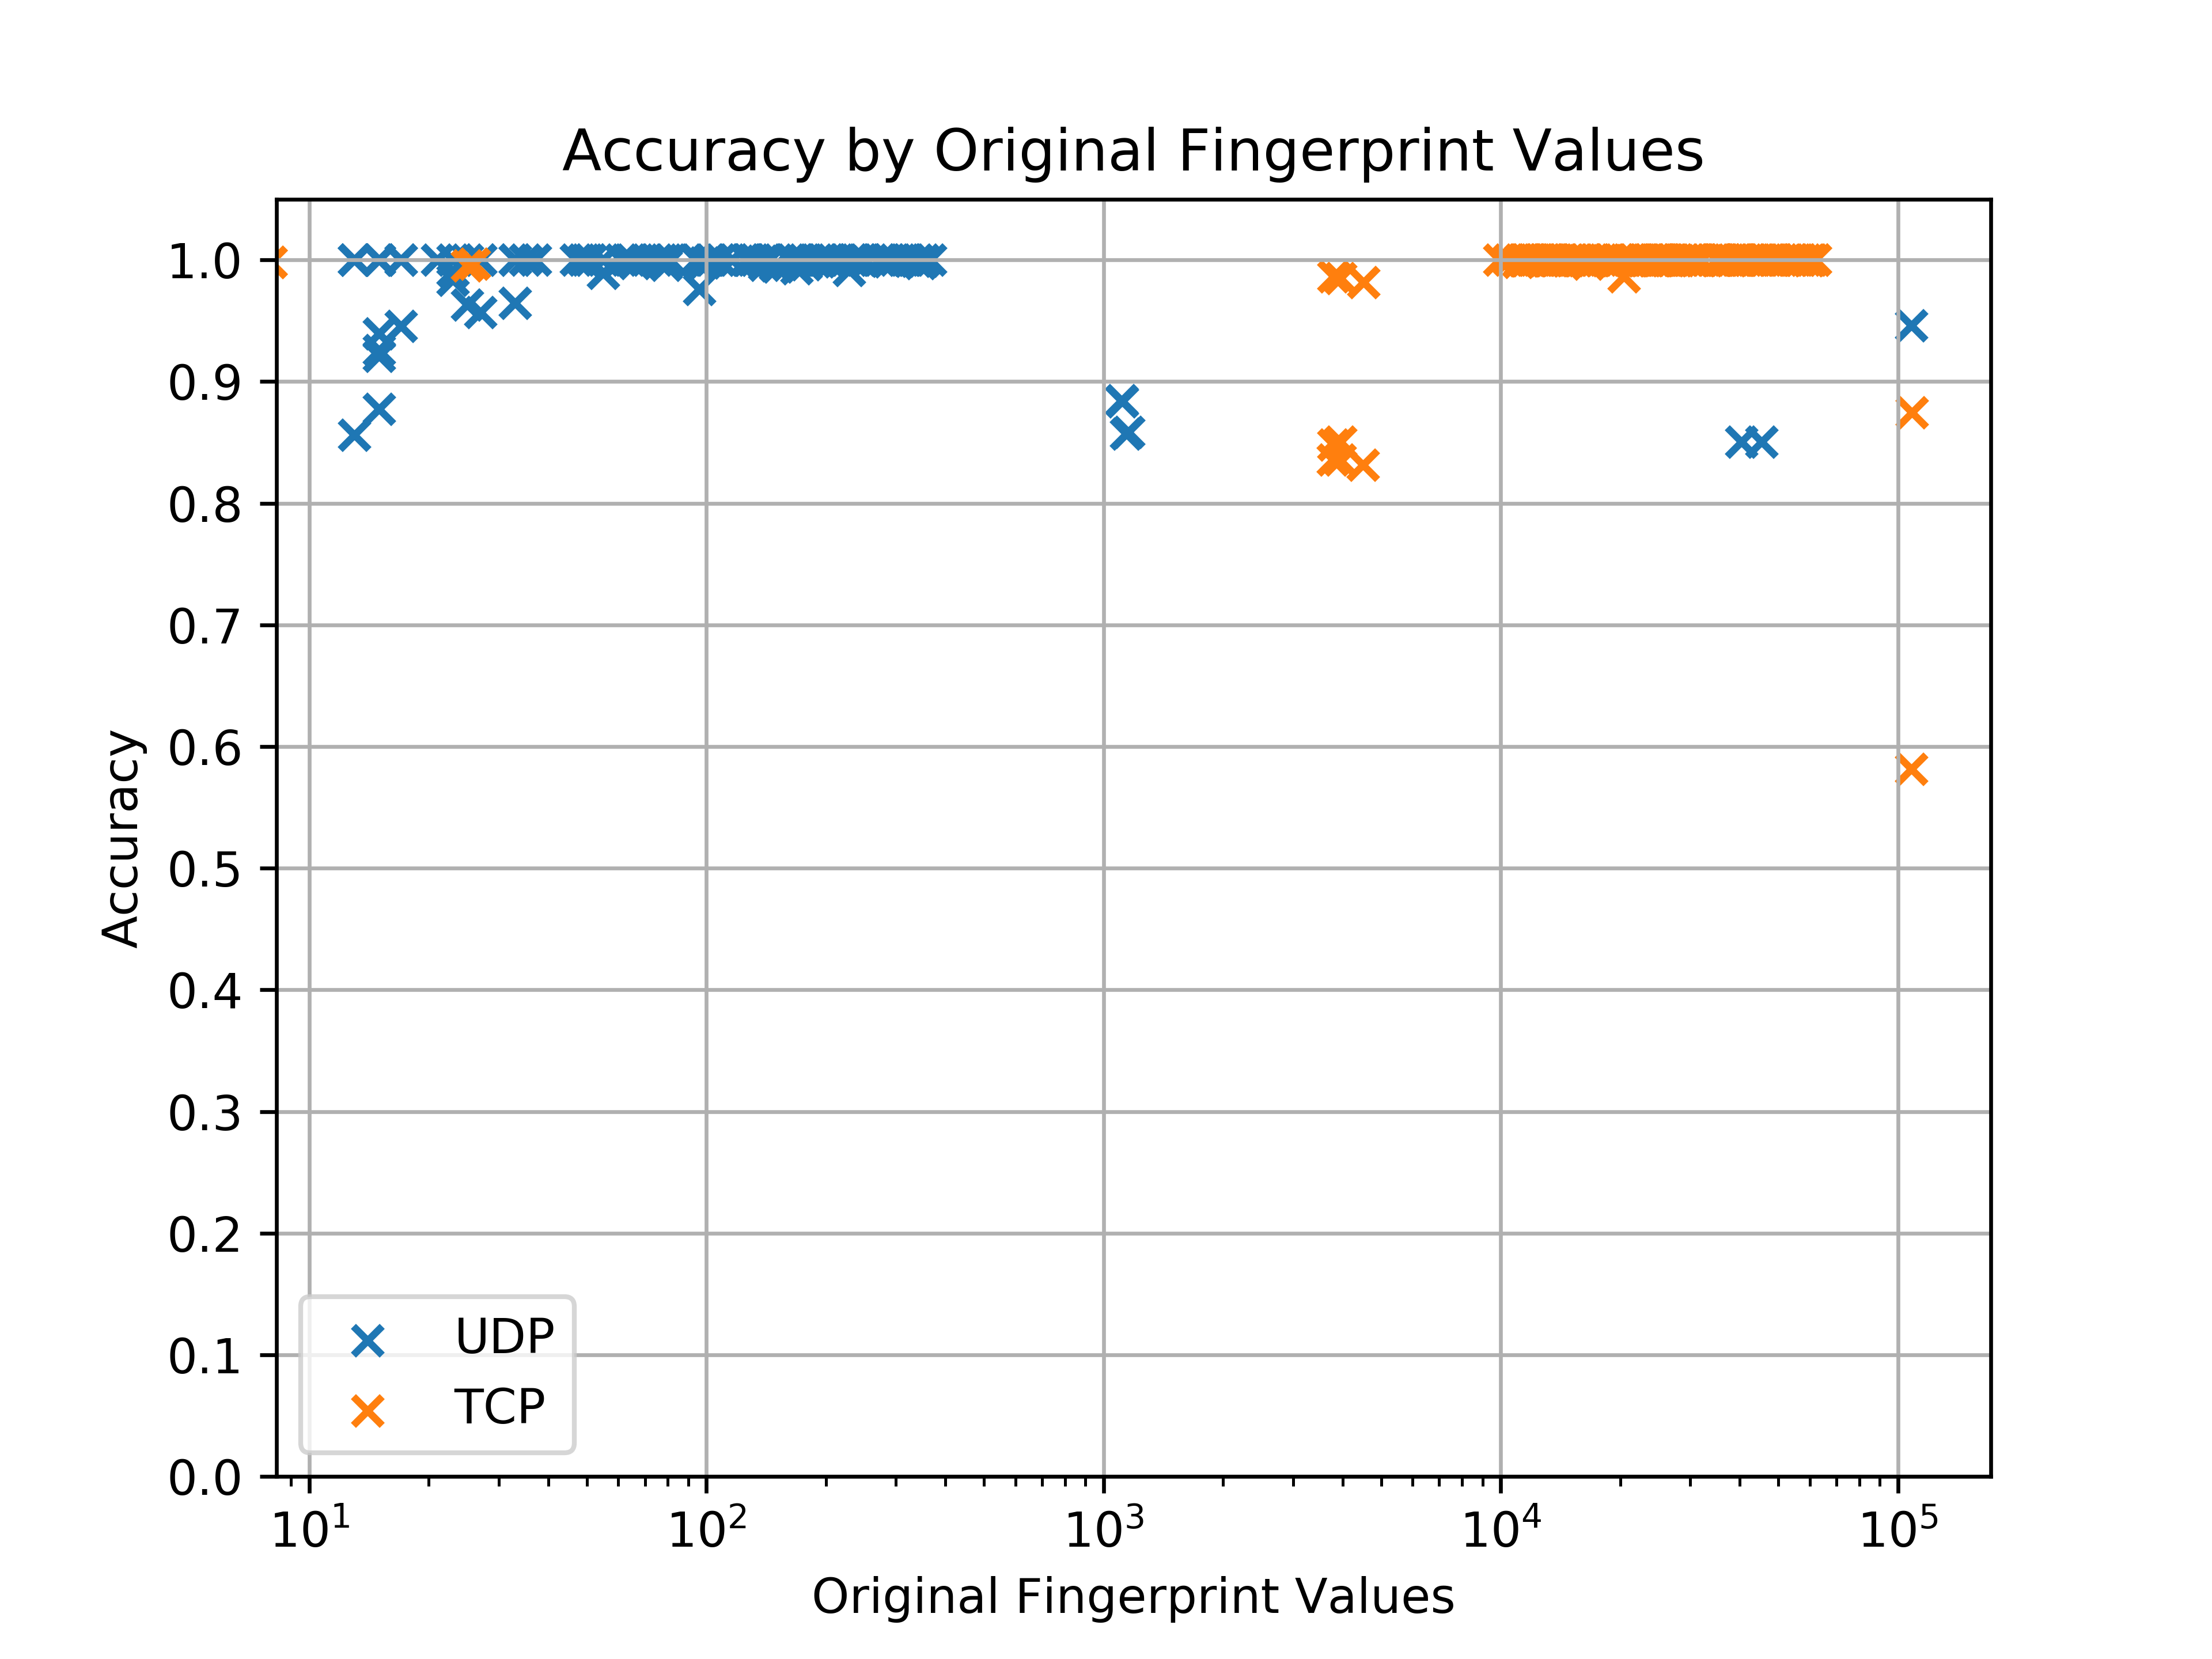 Accuracy by Original Fingerprint Values
Accuracy
1.0
0.9
0.8
0.7
0.6
0.5
0.4
0.3
0.2
0.1
0.0
UDP
TCP
10¹ 10² 10³ 10⁴ 10⁵
Original Fingerprint Values